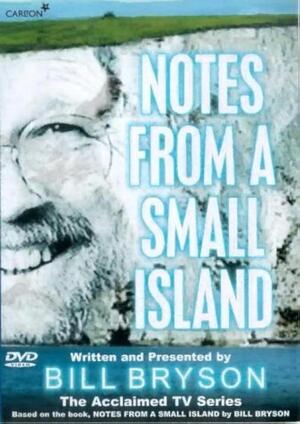 CARLTON
NOTES
FROM A
SMALL
ISLAND
DVD
VIDEO
Written and Presented by
BILL BRYSON
The Acclaimed TV Series
Based on the book, NOTES FROM A SMALL ISLAND by BILL BRYSON